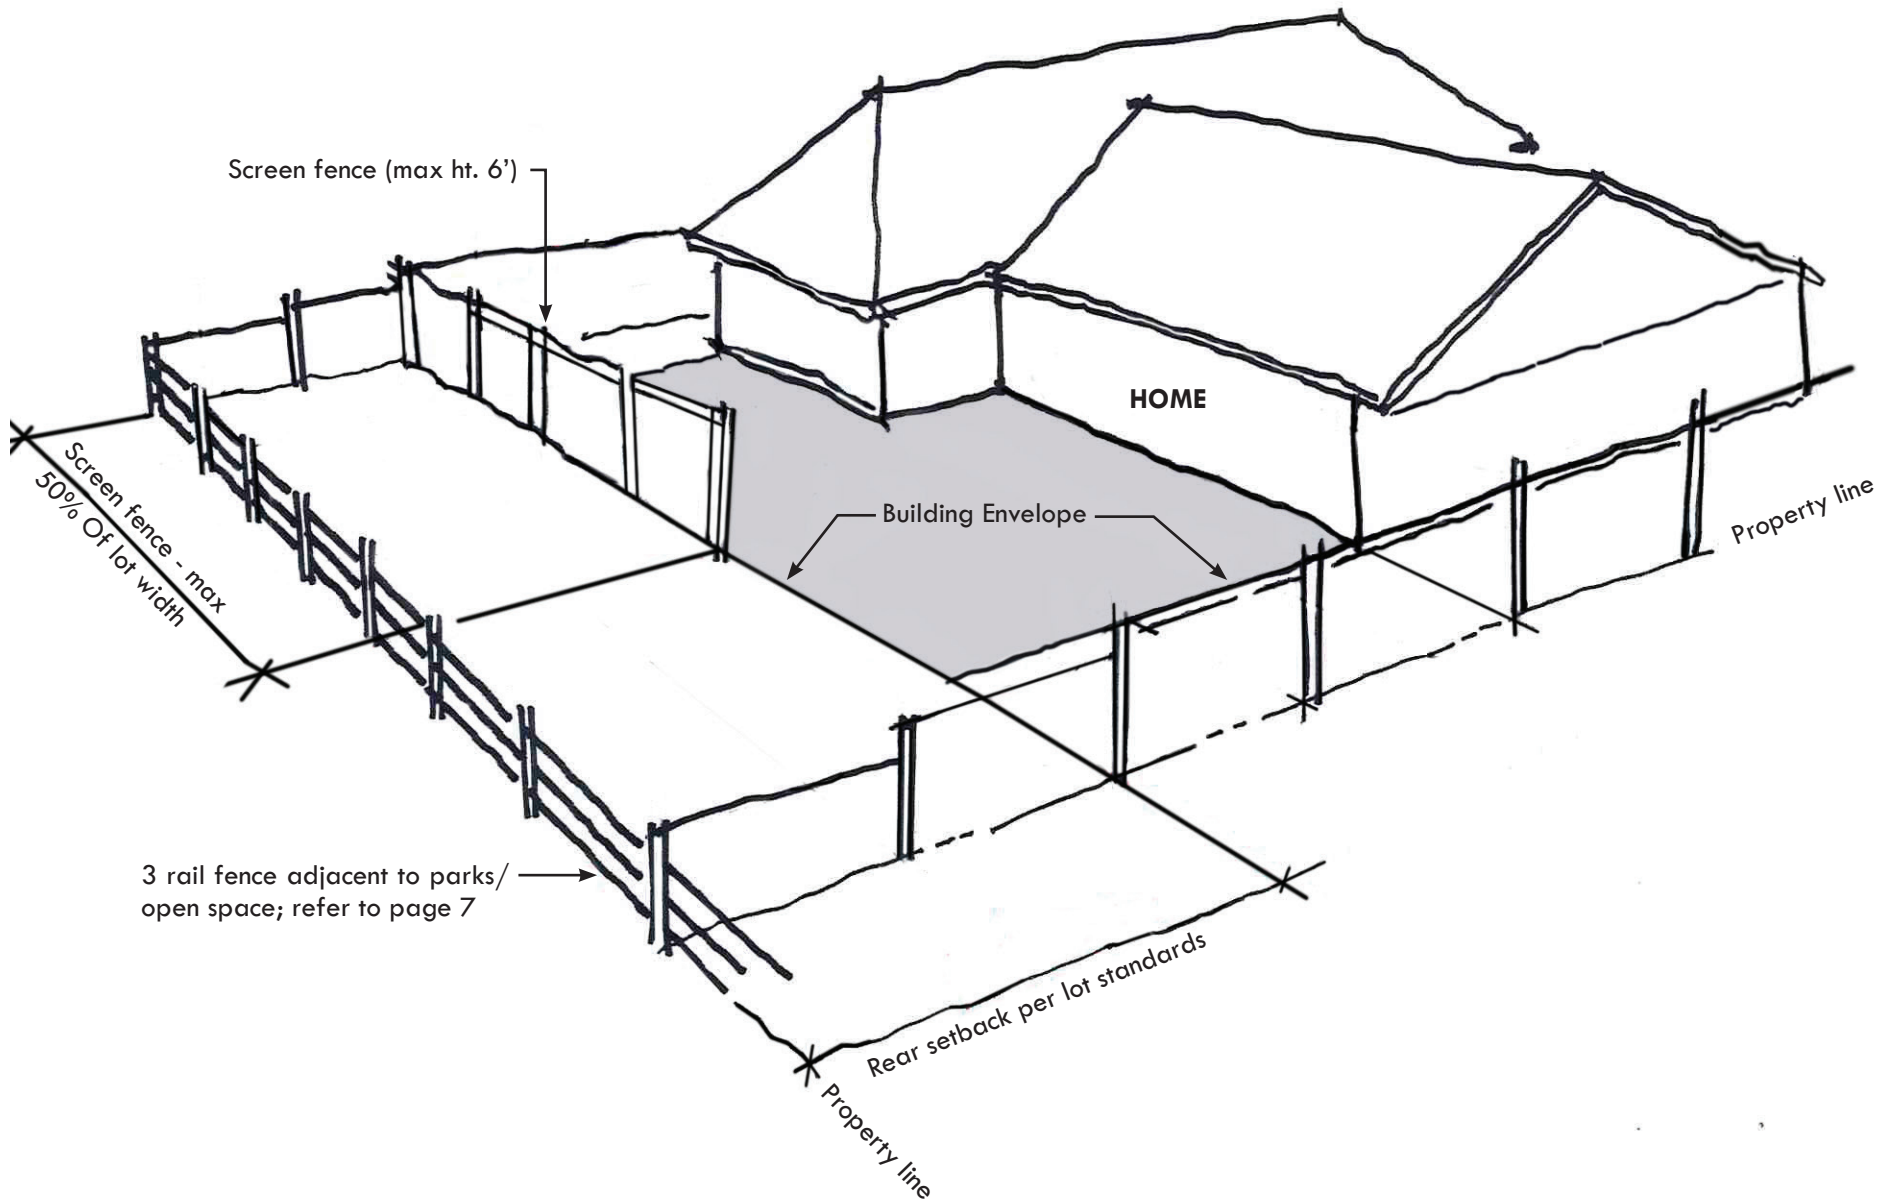 Screen fence (max ht. 6')
HOME
Screen fence - max
50% Of lot width
Building Envelope
Property line
3 rail fence adjacent to parks/
open space; refer to page 7
Rear setback per lot standards
Property line